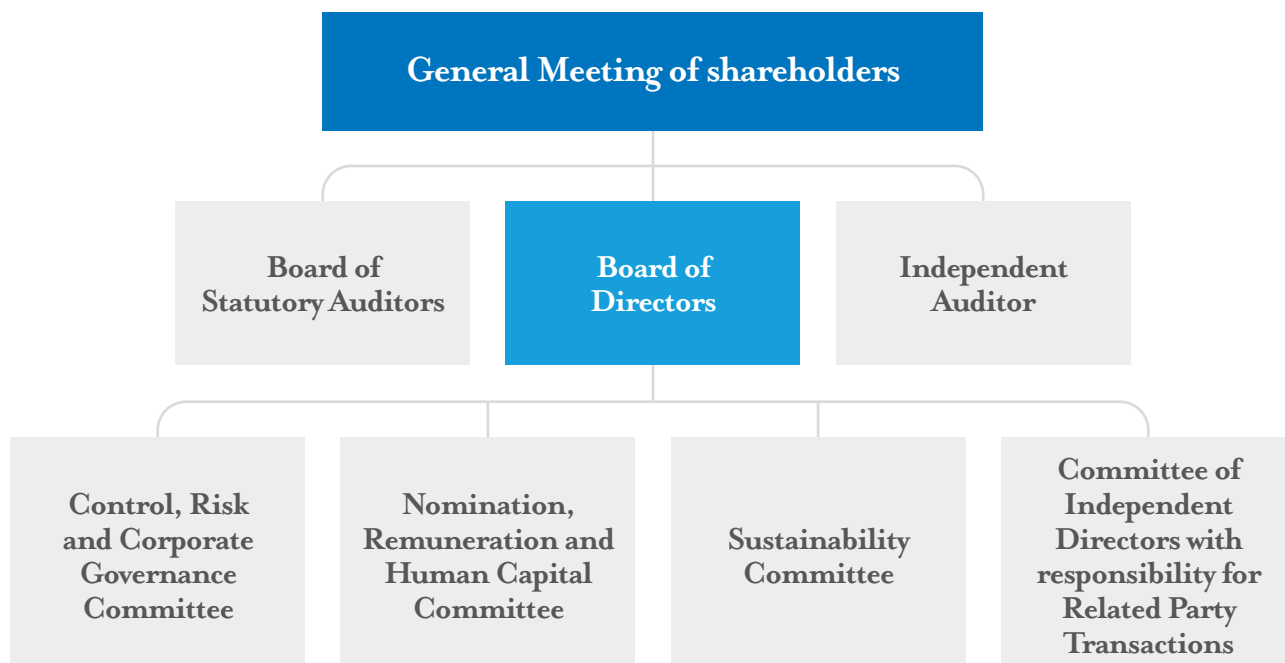 General Meeting of shareholders
Board of
Statutory Auditors
Board of
Directors
Independent
Auditor
Control, Risk
and Corporate
Governance
Committee
Nomination,
Remuneration and
Human Capital
Committee
Sustainability
Committee
Committee of
Independent
Directors with
responsibility for
Related Party
Transactions